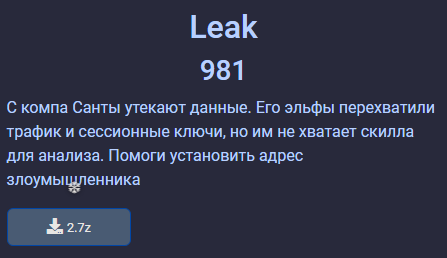 Leak
981
С компа Санты утекают данные. Его эльфы перехватили
трафик и сессионные ключи, но им не хватает скилла
для анализа. Помоги установить адрес
злоумышленника
2.7z